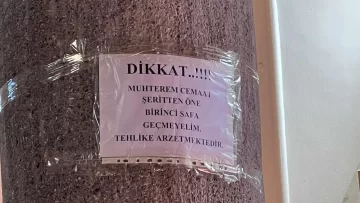 DİKKAT..!!!!
MUHTEREM CEMAAT
ŞERİTTEN ÖNE
BİRİNCİ SAFA
GEÇMEYELİM.
TEHLİKE ARZETMEKTEDİR.